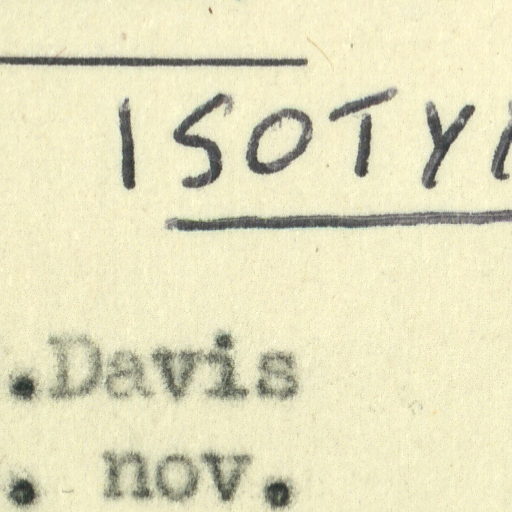 ISOTY
.Davis
. nov.